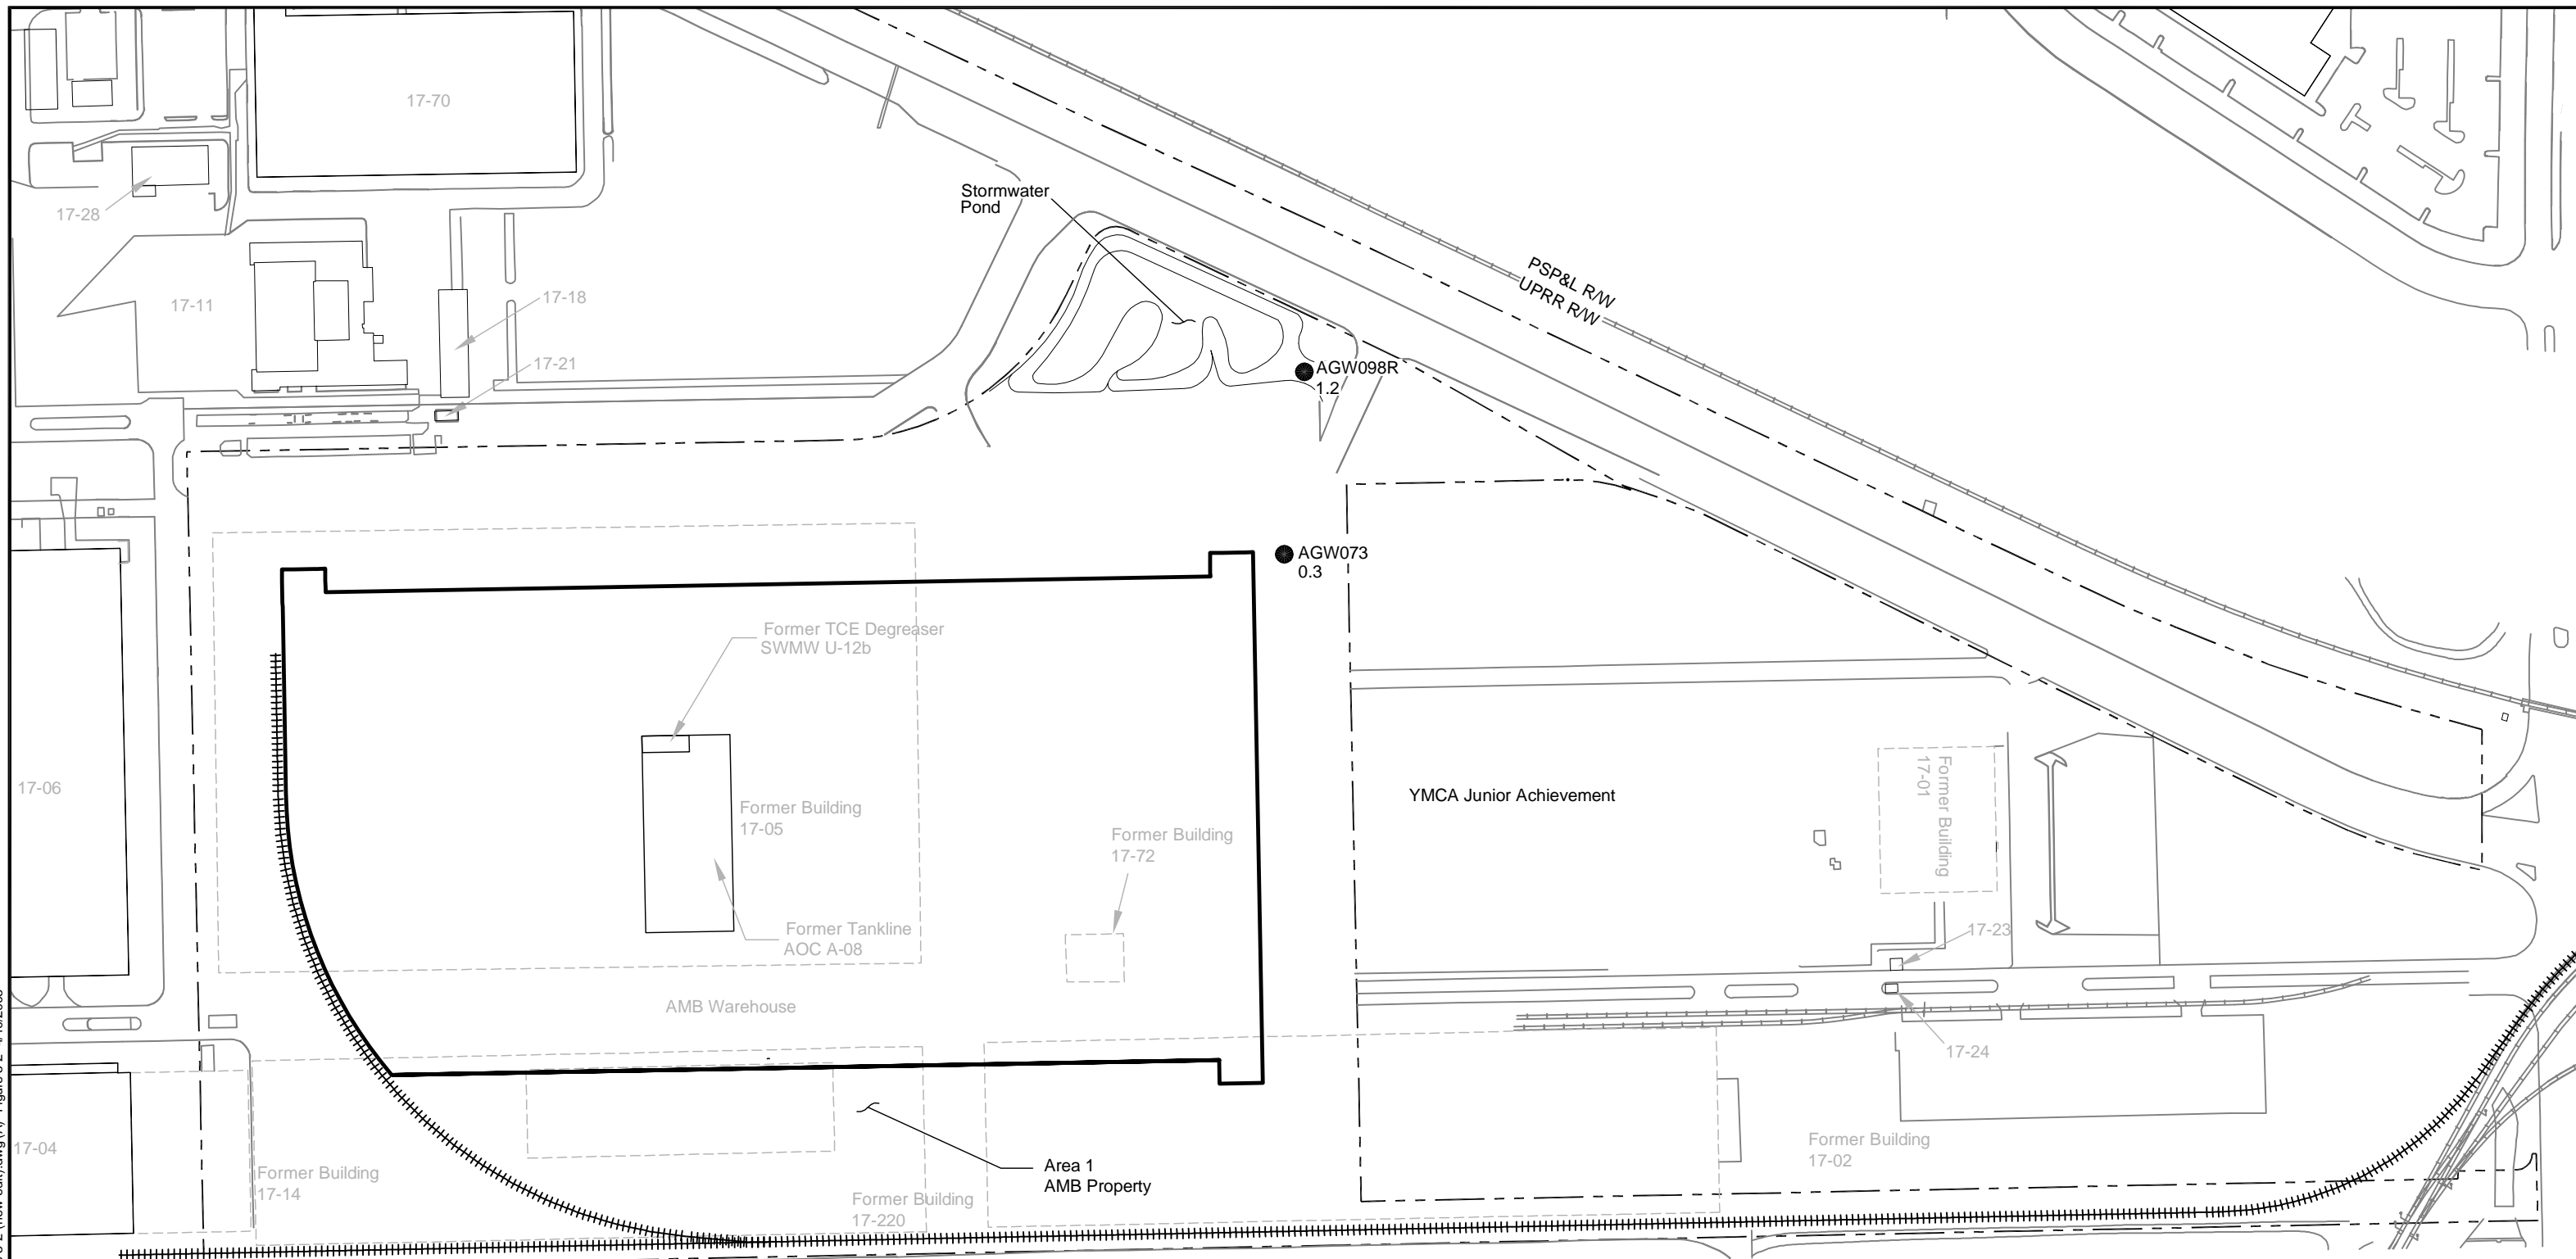 17-70
Stormwater
Pond
17-28
PSP&L R/W
UPRR R/W
17-11
17-18
17-21
AGW098R
1.2
AGW073
0.3
Former TCE Degreaser
SWMW U-12b
17-06
Former Building
17-05
YMCA Junior Achievement
Former Building
17-01
Former Building
17-72
Former Tankline
AOC A-08
17-23
AMB Warehouse
17-24
17-04
Former Building
17-14
Area 1
AMB Property
Former Building
17-02
Former Building
17-220